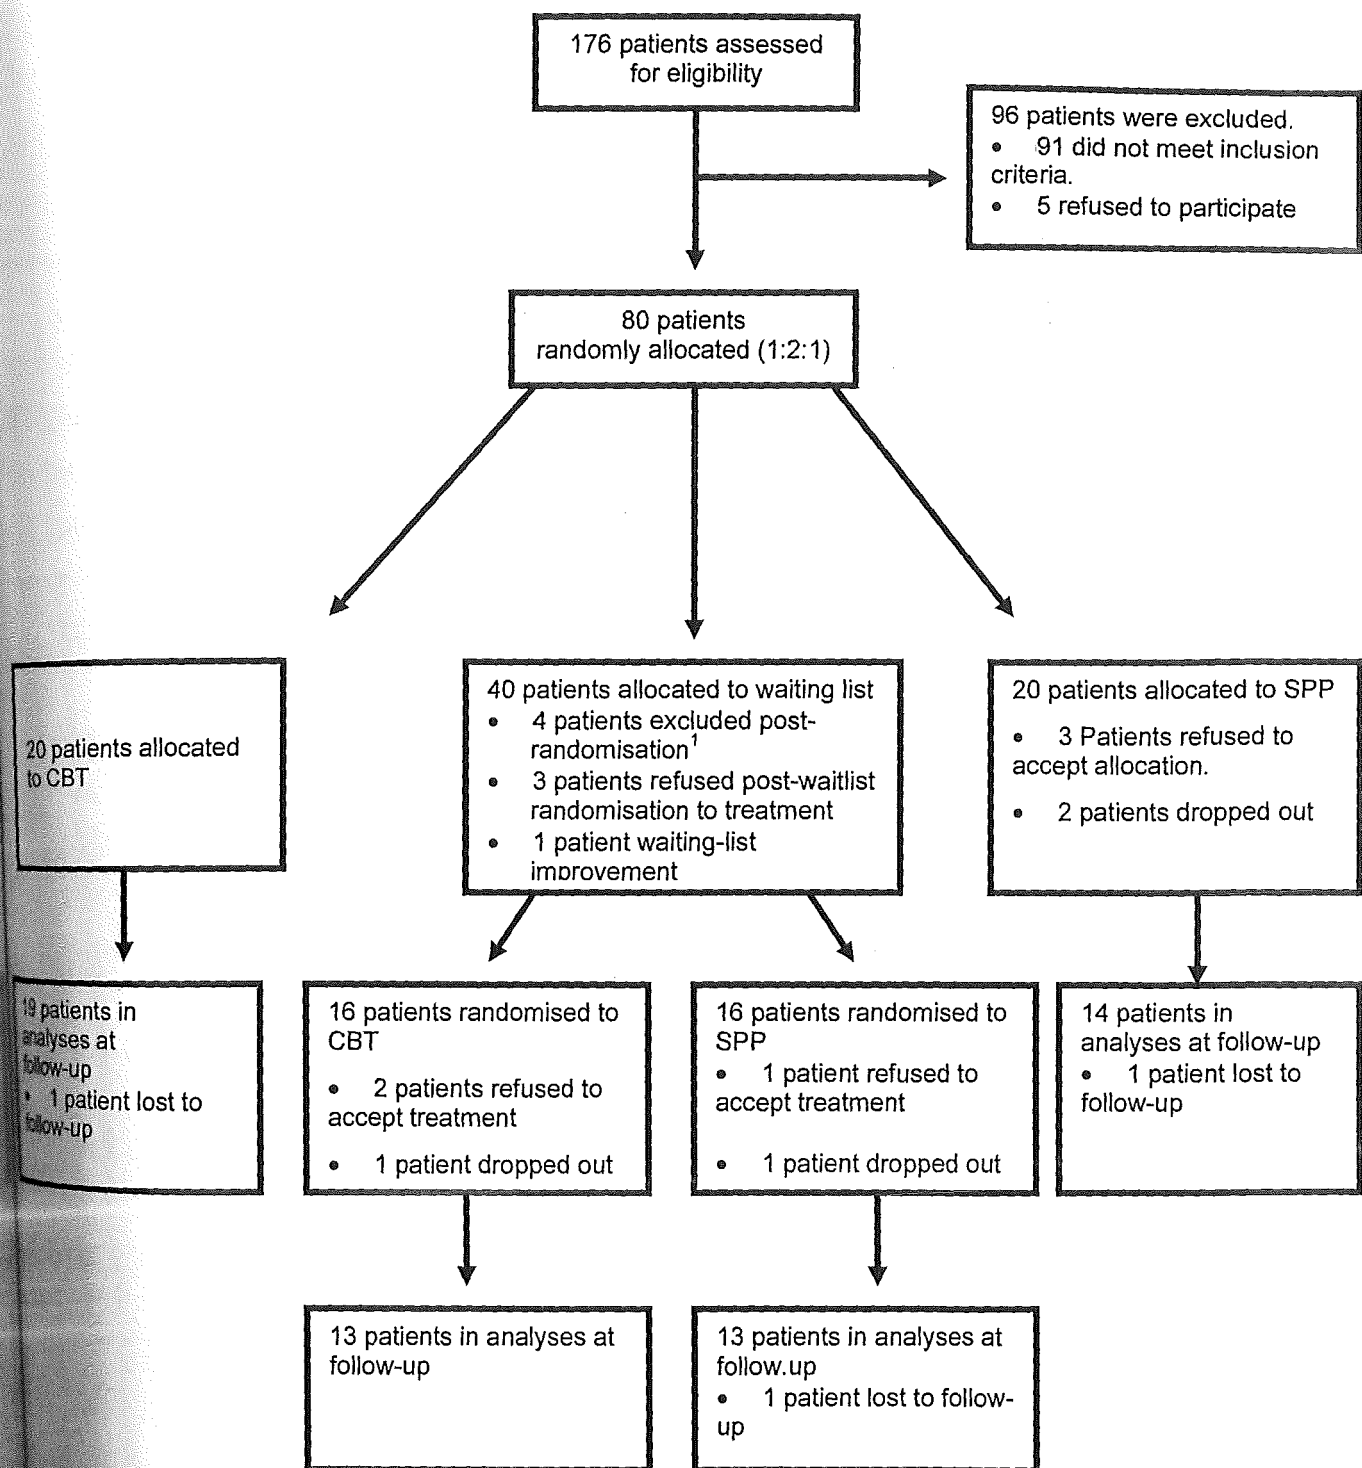 176 patients assessed
for eligibility
96 patients were excluded.
• 91 did not meet inclusion
criteria.
• 5 refused to participate
80 patients
randomly allocated (1:2:1)
20 patients allocated
to CBT
40 patients allocated to waiting list
• 4 patients excluded post-
randomisation¹
• 3 patients refused post-waitlist
randomisation to treatment
• 1 patient waiting-list
improvement
20 patients allocated to SPP
• 3 Patients refused to
accept allocation.
• 2 patients dropped out
19 patients in
analyses at
follow-up
• 1 patient lost to
follow-up
16 patients randomised to
CBT
• 2 patients refused to
accept treatment
• 1 patient dropped out
16 patients randomised to
SPP
• 1 patient refused to
accept treatment
• 1 patient dropped out
14 patients in
analyses at follow-up
• 1 patient lost to
follow-up
13 patients in analyses at
follow-up
13 patients in analyses at
follow.up
• 1 patient lost to follow-
up